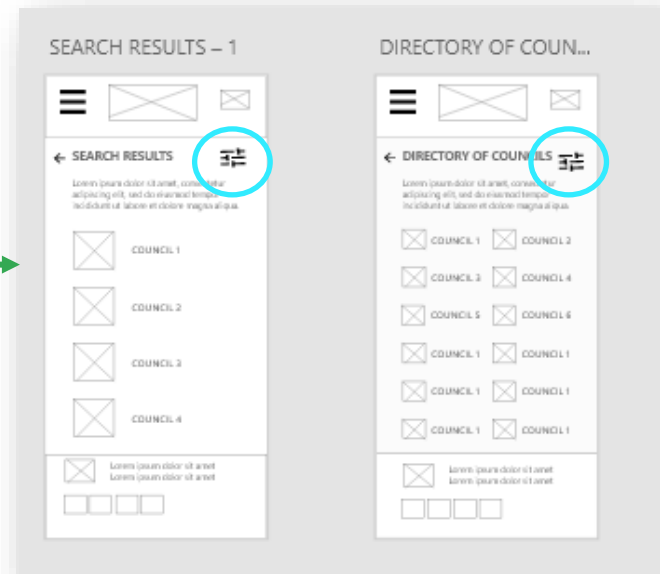 SEARCH RESULTS – 1
SEARCH RESULTS
Lorem ipsum dolor sit amet, consectetur
adipiscing elit, sed do eiusmod tempor
incididunt ut labore et dolore magna aliqua.
COUNCIL 1
COUNCIL 2
COUNCIL 3
COUNCIL 4
Lorem ipsum dolor sit amet
Lorem ipsum dolor sit amet
DIRECTORY OF COUN...
DIRECTORY OF COUNCILS
Lorem ipsum dolor sit amet, consectetur
adipiscing elit, sed do eiusmod tempor
incididunt ut labore et dolore magna aliqua.
COUNCIL 1 COUNCIL 2
COUNCIL 3 COUNCIL 4
COUNCIL 5 COUNCIL 6
COUNCIL 1 COUNCIL 1
COUNCIL 1 COUNCIL 1
COUNCIL 1 COUNCIL 1
Lorem ipsum dolor sit amet
Lorem ipsum dolor sit amet